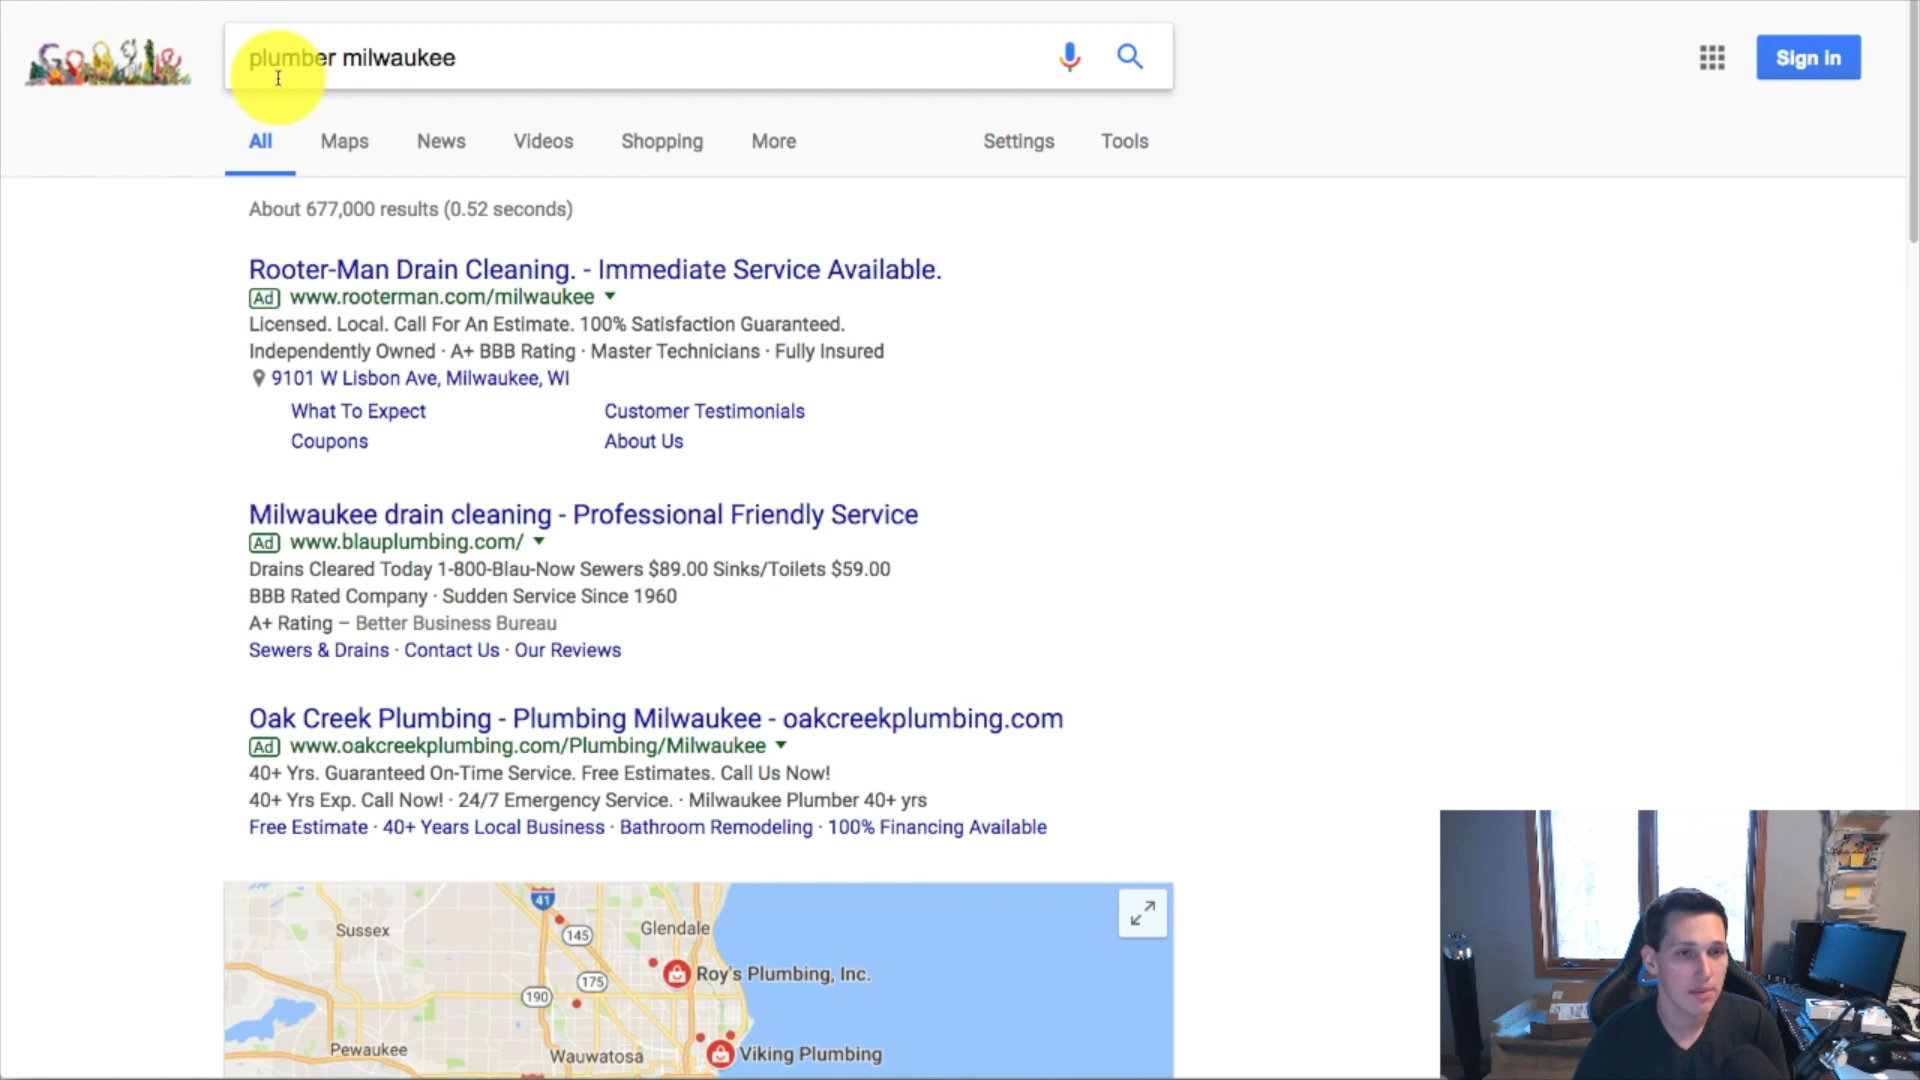 Google
plumber milwaukee
Sign in
All Maps News Videos Shopping More Settings Tools
About 677,000 results (0.52 seconds)
Rooter-Man Drain Cleaning. - Immediate Service Available.
Ad www.rooterman.com/milwaukee
Licensed. Local. Call For An Estimate. 100% Satisfaction Guaranteed.
Independently Owned · A+ BBB Rating · Master Technicians · Fully Insured
9101 W Lisbon Ave, Milwaukee, WI
What To Expect Customer Testimonials
Coupons About Us
Milwaukee drain cleaning - Professional Friendly Service
Ad www.blauplumbing.com/
Drains Cleared Today 1-800-Blau-Now Sewers $89.00 Sinks/Toilets $59.00
BBB Rated Company · Sudden Service Since 1960
A+ Rating – Better Business Bureau
Sewers & Drains · Contact Us · Our Reviews
Oak Creek Plumbing - Plumbing Milwaukee - oakcreekplumbing.com
Ad www.oakcreekplumbing.com/Plumbing/Milwaukee
40+ Yrs. Guaranteed On-Time Service. Free Estimates. Call Us Now!
40+ Yrs Exp. Call Now! · 24/7 Emergency Service. · Milwaukee Plumber 40+ yrs
Free Estimate · 40+ Years Local Business · Bathroom Remodeling · 100% Financing Available
41
Sussex
145
Glendale
Roy's Plumbing, Inc.
175
190
Pewaukee
Wauwatosa
Viking Plumbing